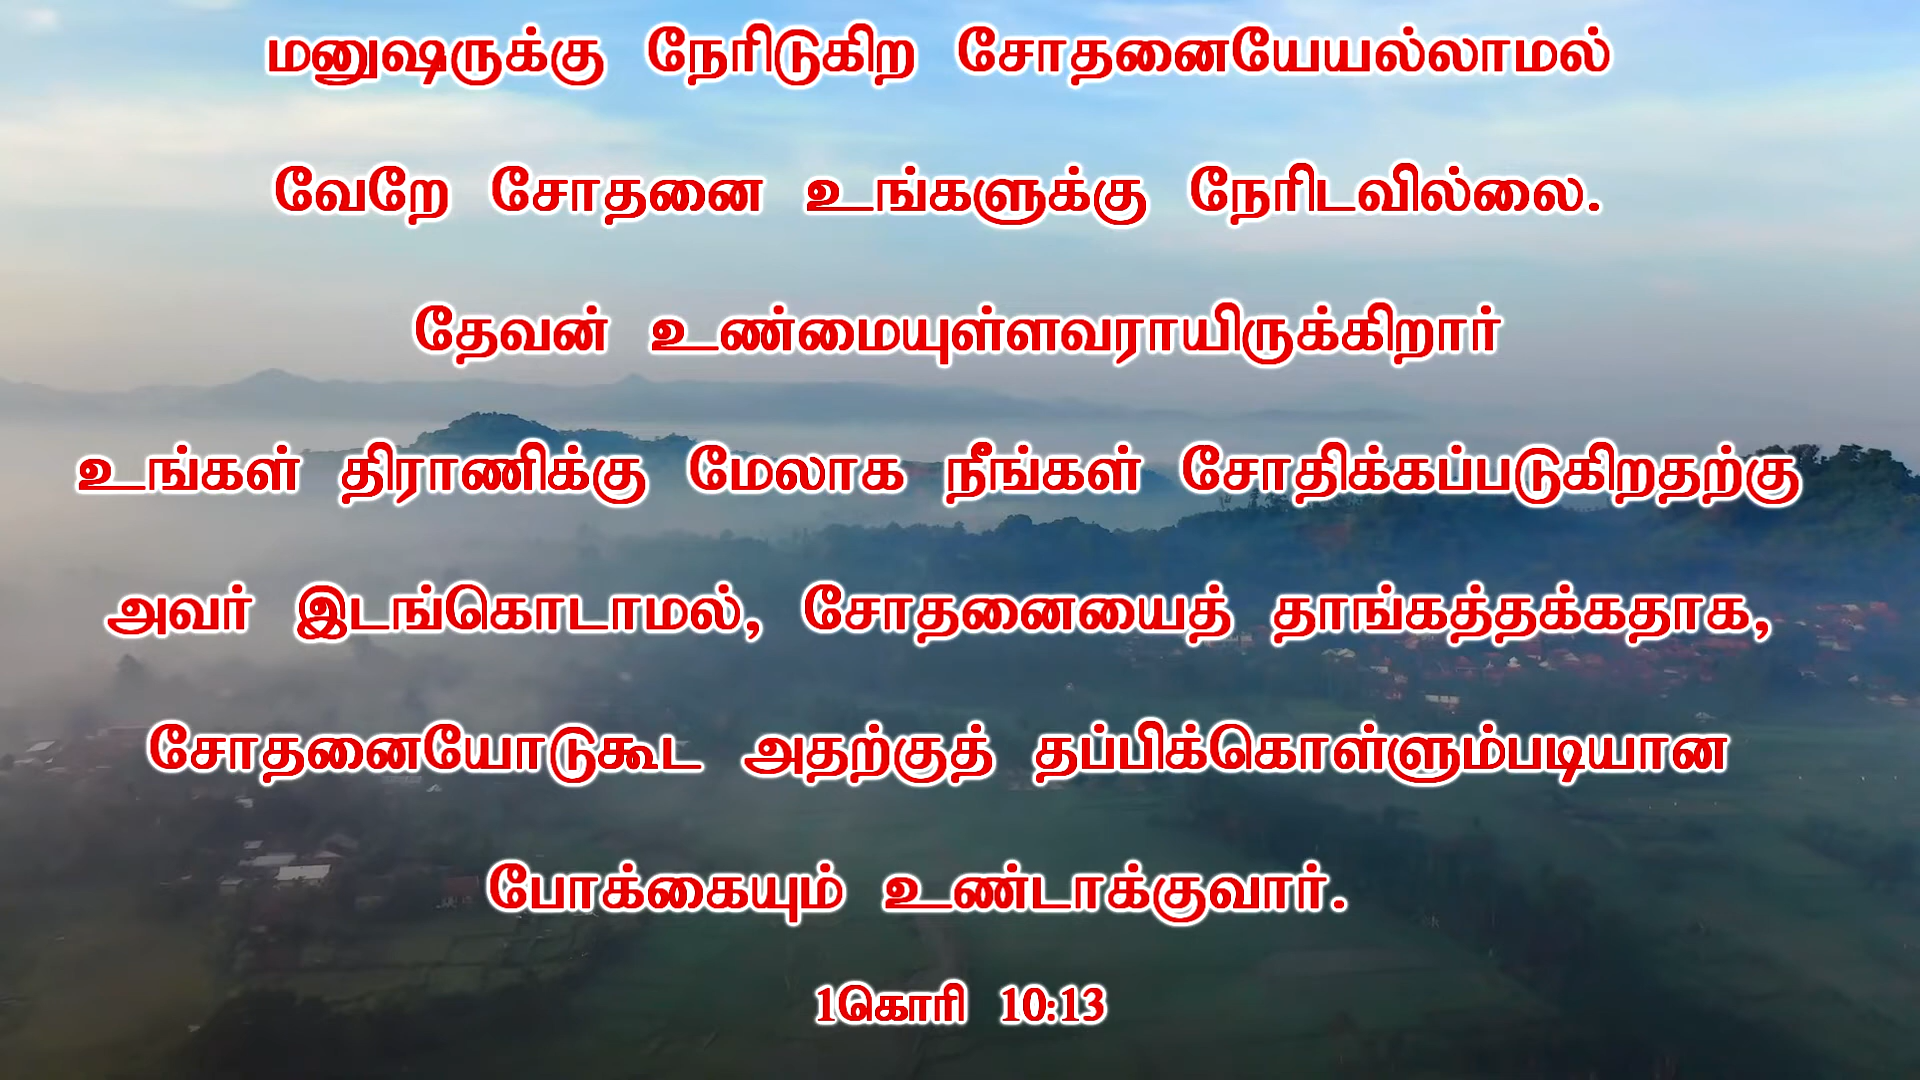 மனுஷருக்கு நேரிடுகிற சோதனையேயல்லாமல்
வேறே சோதனை உங்களுக்கு நேரிடவில்லை.
தேவன் உண்மையுள்ளவராயிருக்கிறார்
உங்கள் திராணிக்கு மேலாக நீங்கள் சோதிக்கப்படுகிறதற்கு
அவர் இடங்கொடாமல், சோதனையைத் தாங்கத்தக்கதாக,
சோதனையோடுகூட அதற்குத் தப்பிக்கொள்ளும்படியான
போக்கையும் உண்டாக்குவார்.
1கொரி 10:13